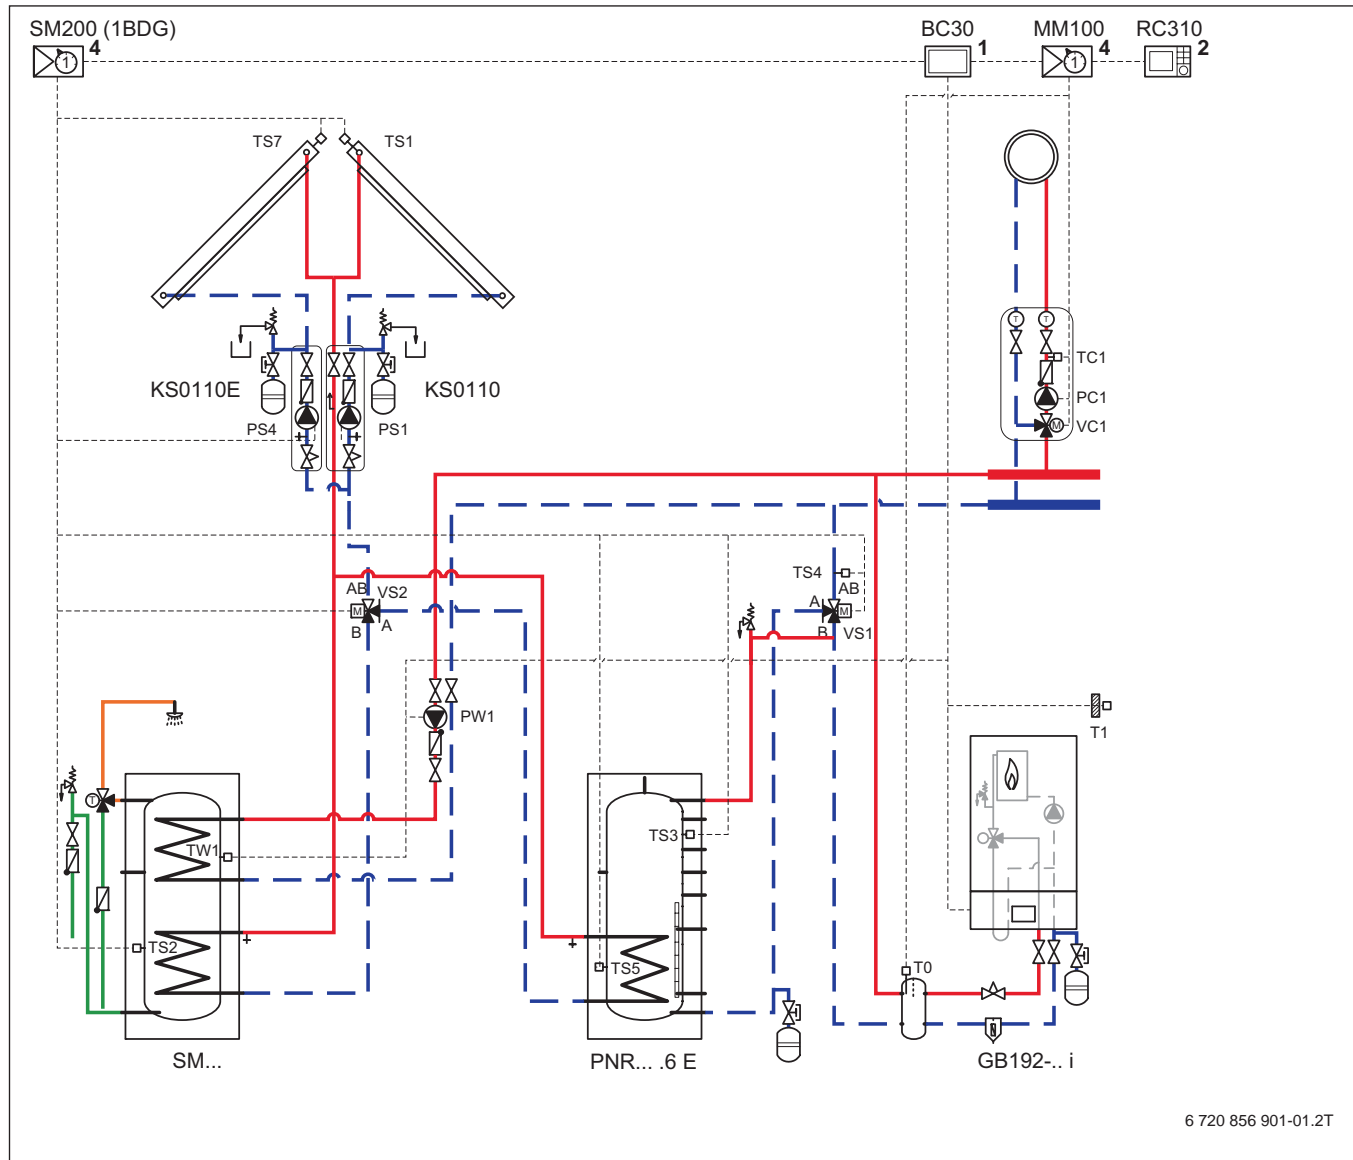 SM200 (1BDG)
BC30
MM100
RC310
4
1
4
2
1
1
TS7
TS1
T
T
KS0110E
KS0110
TC1
PS4
PS1
PC1
M
VC1
TS4
AB
VS2
AB
A
M
M
B
A
B
VS1
PW1
T1
T
TW1
TS3
TS2
TS5
T0
SM...
PNR... .6 E
GB192-.. i
6 720 856 901-01.2T